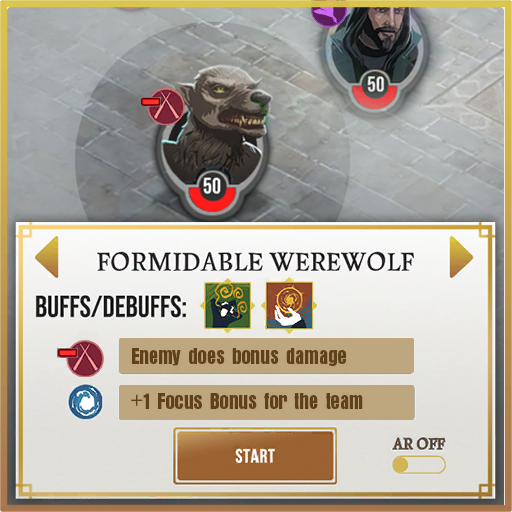 50
50
FORMIDABLE WEREWOLF
BUFFS/DEBUFFS:
Enemy does bonus damage
+1 Focus Bonus for the team
START
AR OFF